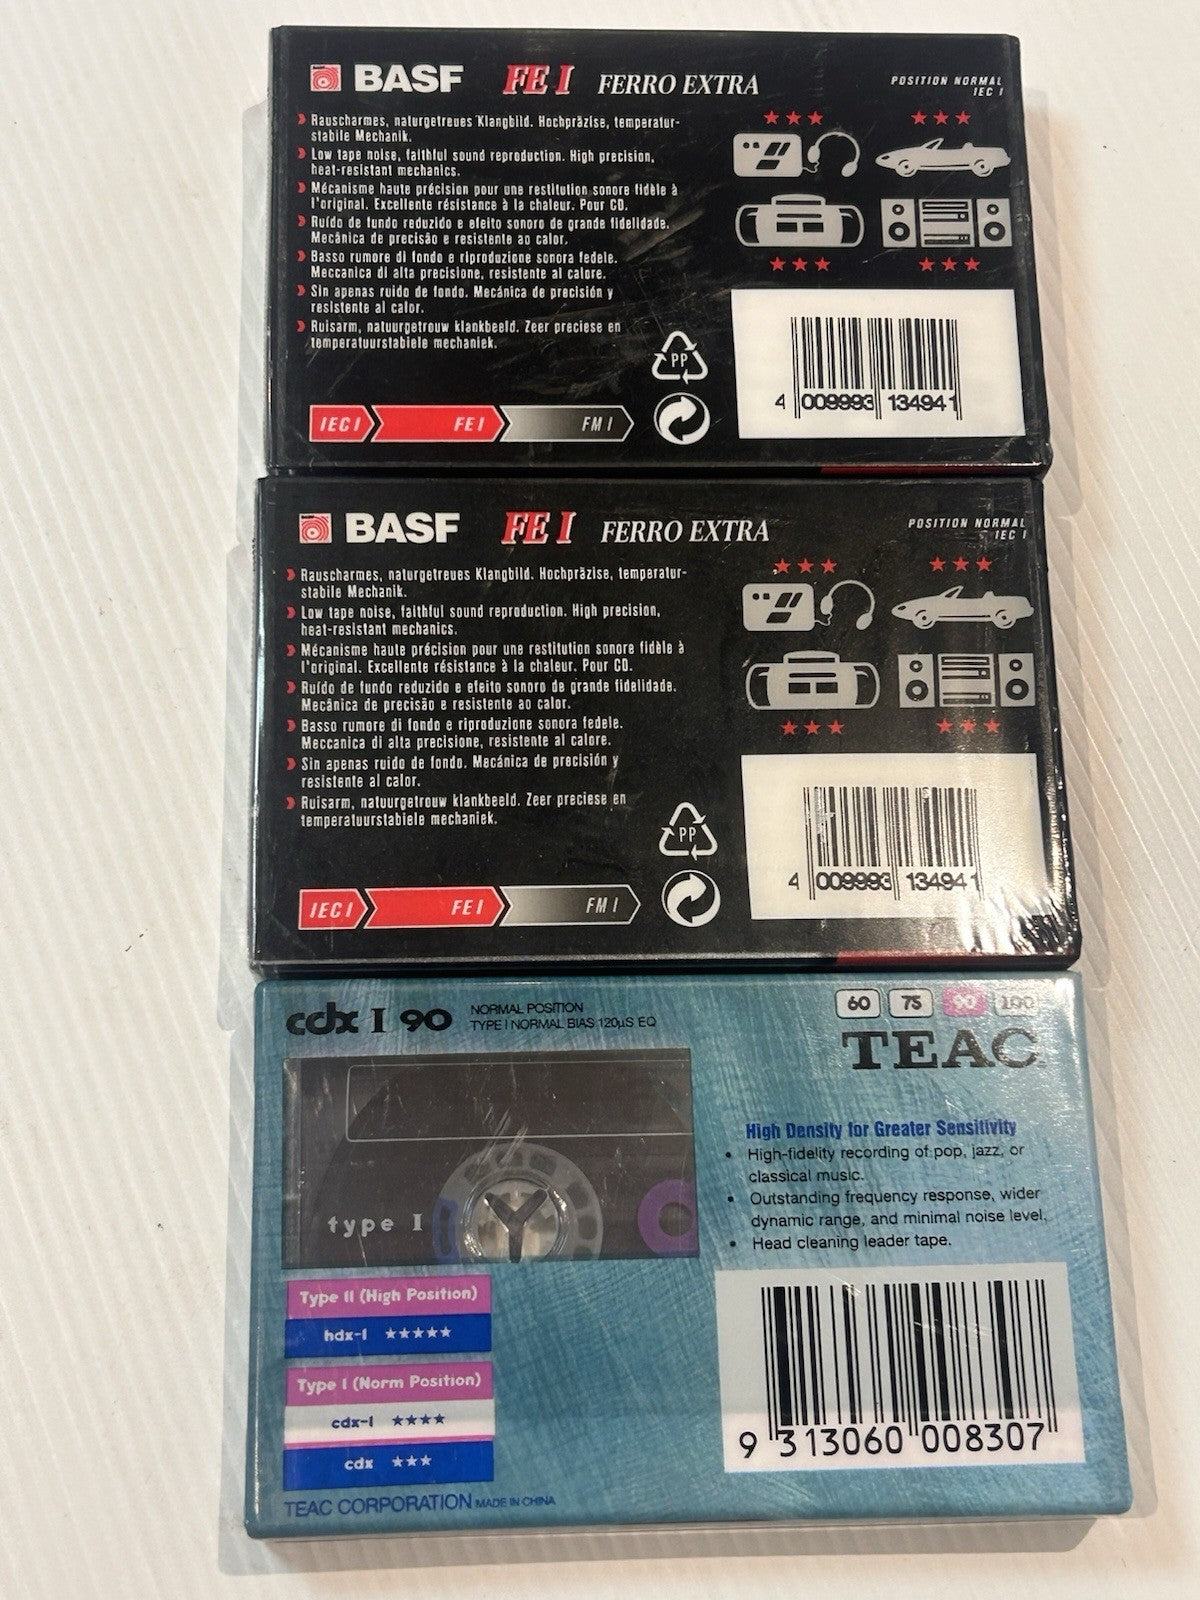 BASF FE I FERRO EXTRA
POSITION NORMAL
IEC I
Rauscharmes, naturgetreues Klangbild. Hochpräzise, temperatur-
stabile Mechanik.
Low tape noise, faithful sound reproduction. High precision,
heat-resistant mechanics.
Mécanisme haute précision pour une restitution sonore fidèle à
l'original. Excellente résistance à la chaleur. Pour CD.
Ruído de fundo reduzido e efeito sonoro de grande fidelidade.
Mecânica de precisão e resistente ao calor.
Basso rumore di fondo e riproduzione sonora fedele.
Meccanica di alta precisione, resistente al calore.
Sin apenas ruido de fondo. Mecánica de precisión y
resistente al calor.
Ruisarm, natuurgetrouw klankbeeld. Zeer preciese en
temperatuurstabiele mechaniek.
PP
IEC I FE I FM I
4 009993 134941
BASF FE I FERRO EXTRA
POSITION NORMAL
IEC I
Rauscharmes, naturgetreues Klangbild. Hochpräzise, temperatur-
stabile Mechanik.
Low tape noise, faithful sound reproduction. High precision,
heat-resistant mechanics.
Mécanisme haute précision pour une restitution sonore fidèle à
l'original. Excellente résistance à la chaleur. Pour CD.
Ruído de fundo reduzido e efeito sonoro de grande fidelidade.
Mecânica de precisão e resistente ao calor.
Basso rumore di fondo e riproduzione sonora fedele.
Meccanica di alta precisione, resistente al calore.
Sin apenas ruido de fondo. Mecánica de precisión y
resistente al calor.
Ruisarm, natuurgetrouw klankbeeld. Zeer preciese en
temperatuurstabiele mechaniek.
PP
IEC I FE I FM I
4 009993 134941
cdx I 90
NORMAL POSITION
TYPE I NORMAL BIAS 120µS EQ
60 75 90 100
TEAC
type I
High Density for Greater Sensitivity
• High-fidelity recording of pop, jazz, or
classical music.
• Outstanding frequency response, wider
dynamic range, and minimal noise level.
• Head cleaning leader tape.
Type II (High Position)
hdx-I ★★★★★
Type I (Norm Position)
cdx-I ★★★★
cdx ★★★
9 313060 008307
TEAC CORPORATION MADE IN CHINA